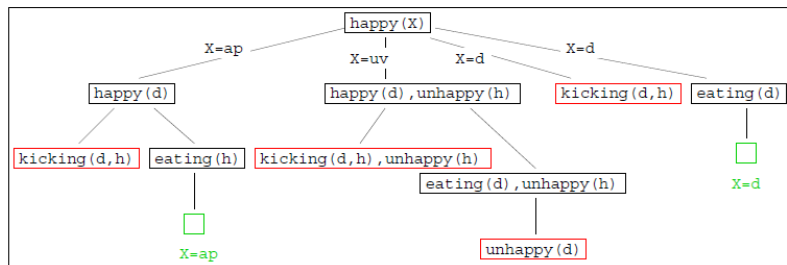 happy(X)
X=ap
X=uv
X=d
X=d
happy(d)
happy(d),unhappy(h)
kicking(d,h)
eating(d)
kicking(d,h)
eating(h)
kicking(d,h),unhappy(h)
eating(d),unhappy(h)
X=d
X=ap
unhappy(d)